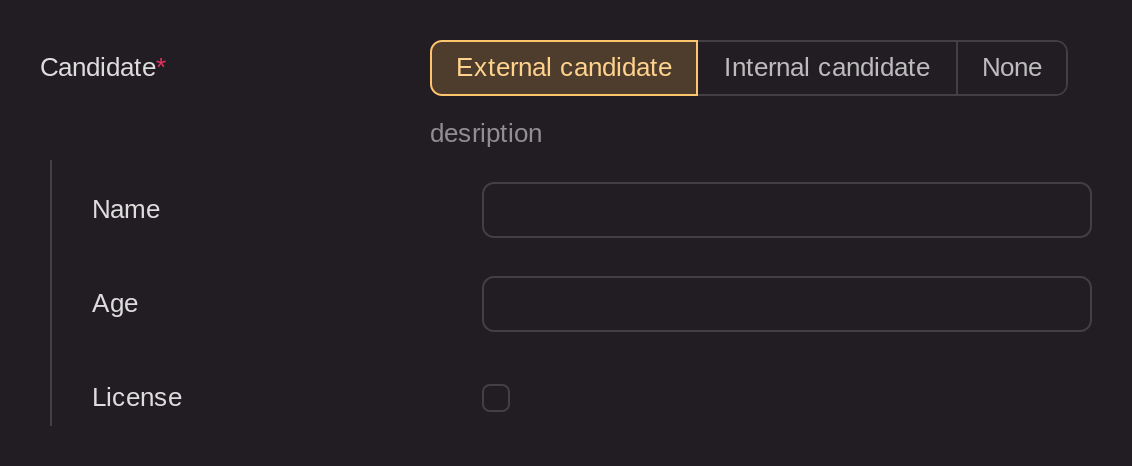 Candidate* External candidate Internal candidate None
desription
Name
Age
License